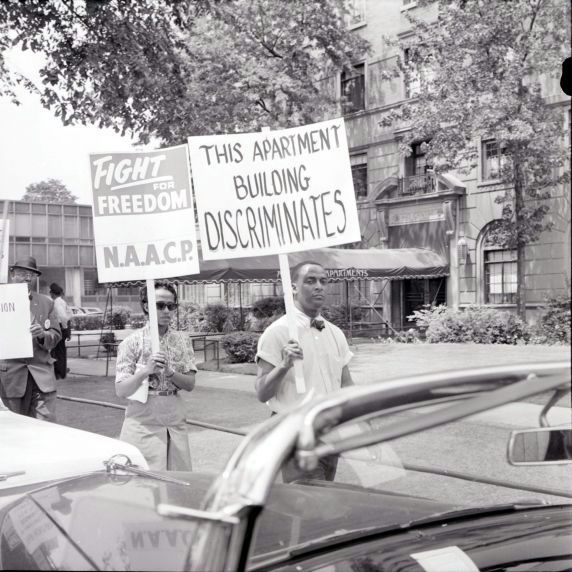 FIGHT
FOR
FREEDOM
N.A.A.C.P.
THIS APARTMENT
BUILDING
DISCRIMINATES
APARTMENTS